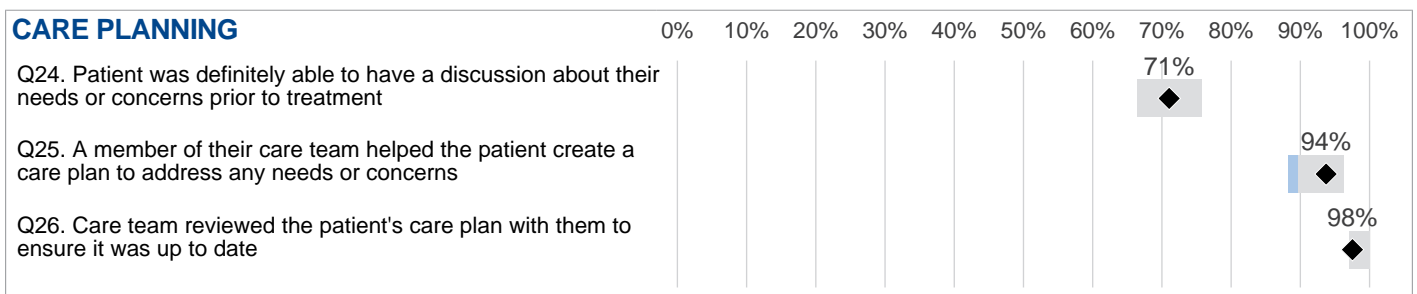 CARE PLANNING 0% 10% 20% 30% 40% 50% 60% 70% 80% 90% 100%
Q24. Patient was definitely able to have a discussion about their
needs or concerns prior to treatment
71%
Q25. A member of their care team helped the patient create a
care plan to address any needs or concerns
94%
Q26. Care team reviewed the patient's care plan with them to
ensure it was up to date
98%